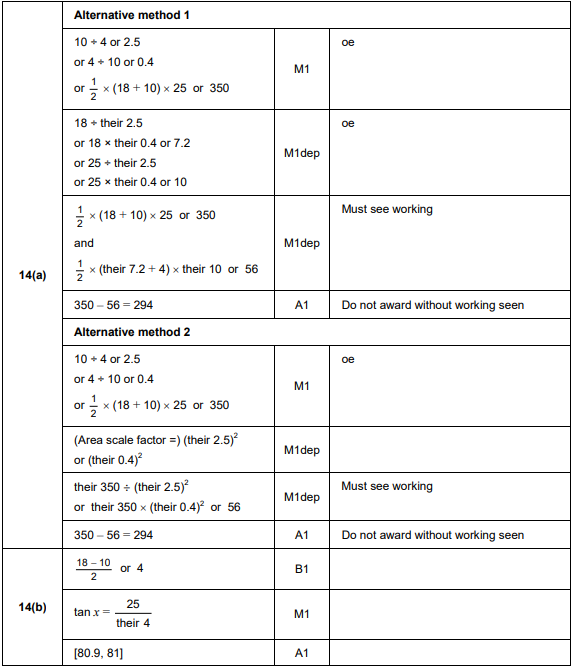 Alternative method 1
10 ÷ 4 or 2.5
or 4 ÷ 10 or 0.4
or 1/2 × (18 + 10) × 25 or 350
M1
oe
18 ÷ their 2.5
or 18 × their 0.4 or 7.2
or 25 ÷ their 2.5
or 25 × their 0.4 or 10
M1dep
oe
1/2 × (18 + 10) × 25 or 350
and
1/2 × (their 7.2 + 4) × their 10 or 56
M1dep
Must see working
14(a)
350 – 56 = 294
A1
Do not award without working seen
Alternative method 2
10 ÷ 4 or 2.5
or 4 ÷ 10 or 0.4
or 1/2 × (18 + 10) × 25 or 350
M1
oe
(Area scale factor =) (their 2.5)²
or (their 0.4)²
M1dep
their 350 ÷ (their 2.5)²
or their 350 × (their 0.4)² or 56
M1dep
Must see working
350 – 56 = 294
A1
Do not award without working seen
14(b)
(18 – 10)/2 or 4
B1
tan x = 25/their 4
M1
[80.9, 81]
A1